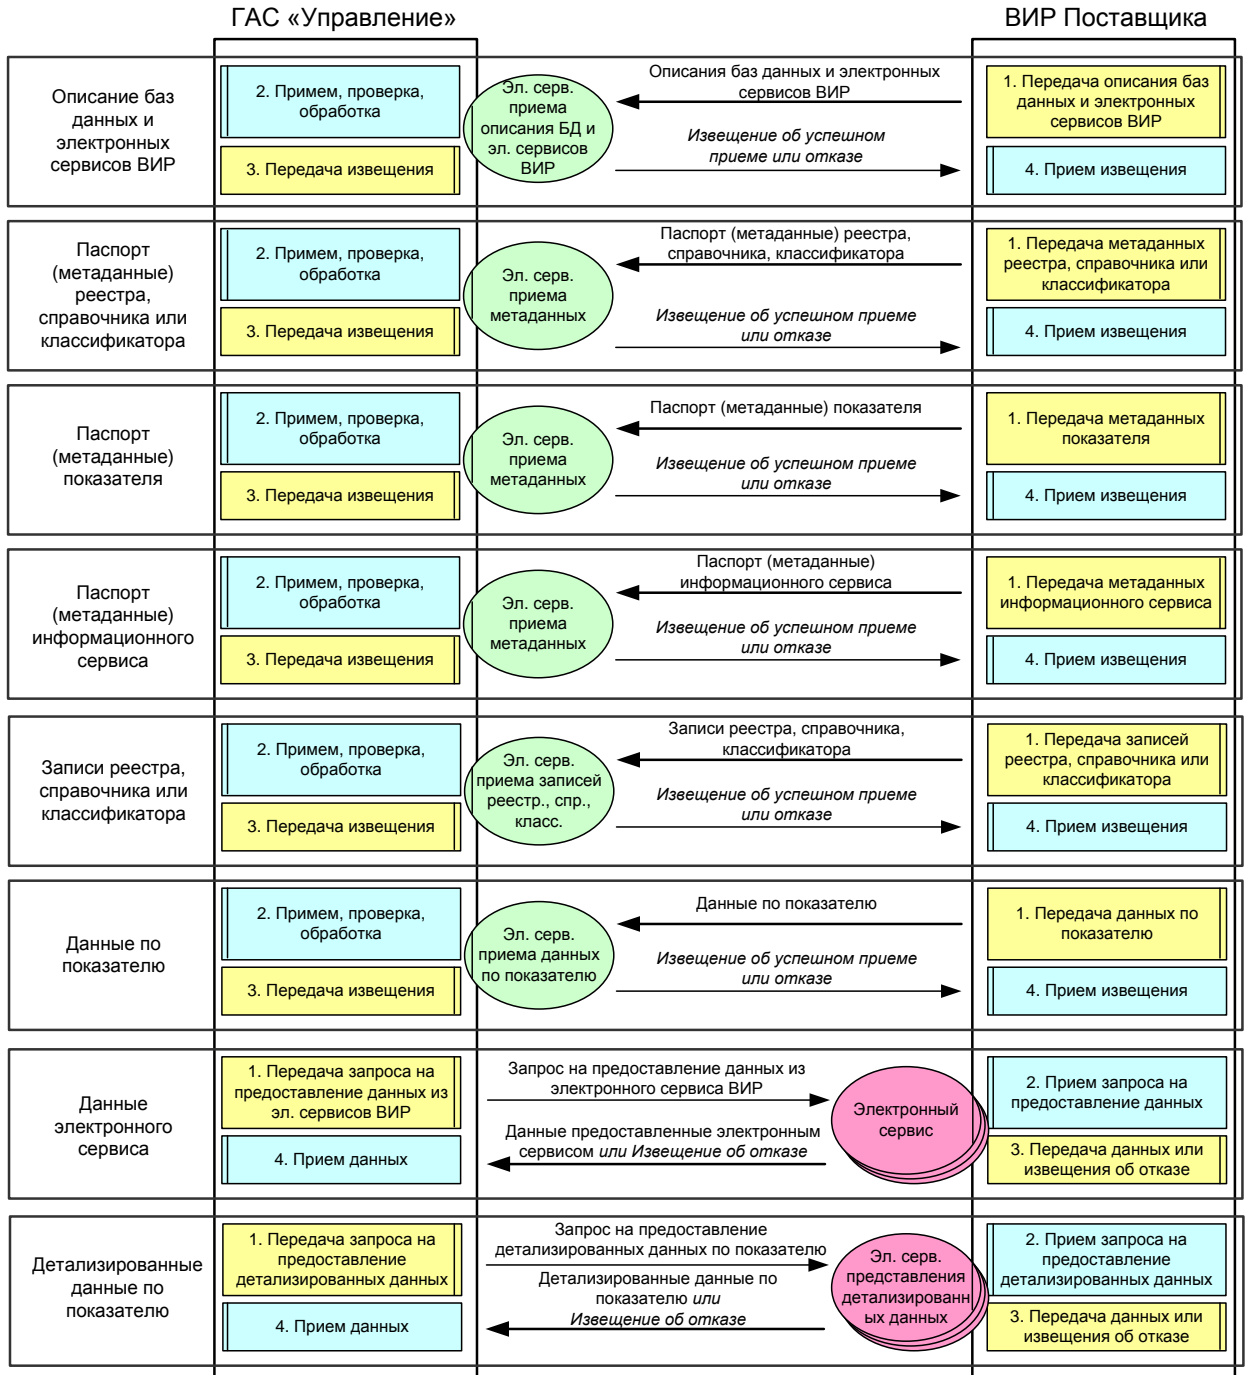 ГАС «Управление»
ВИР Поставщика
Описание баз
данных и
электронных
сервисов ВИР
2. Примем, проверка,
обработка
3. Передача извещения
Эл. серв.
приема
описания БД и
эл. сервисов
ВИР
Описания баз данных и электронных
сервисов ВИР
Извещение об успешном
приеме или отказе
1. Передача описания баз
данных и электронных
сервисов ВИР
4. Прием извещения
Паспорт
(метаданные)
реестра,
справочника или
классификатора
2. Примем, проверка,
обработка
3. Передача извещения
Эл. серв.
приема
метаданных
Паспорт (метаданные) реестра,
справочника, классификатора
Извещение об успешном приеме
или отказе
1. Передача метаданных
реестра, справочника или
классификатора
4. Прием извещения
Паспорт
(метаданные)
показателя
2. Примем, проверка,
обработка
3. Передача извещения
Эл. серв.
приема
метаданных
Паспорт (метаданные) показателя
Извещение об успешном приеме
или отказе
1. Передача метаданных
показателя
4. Прием извещения
Паспорт
(метаданные)
информационного
сервиса
2. Примем, проверка,
обработка
3. Передача извещения
Эл. серв.
приема
метаданных
Паспорт (метаданные)
информационного сервиса
Извещение об успешном приеме
или отказе
1. Передача метаданных
информационного сервиса
4. Прием извещения
Записи реестра,
справочника или
классификатора
2. Примем, проверка,
обработка
3. Передача извещения
Эл. серв.
приема записей
реестр., спр.,
класс.
Записи реестра, справочника,
классификатора
Извещение об успешном приеме
или отказе
1. Передача записей
реестра, справочника или
классификатора
4. Прием извещения
Данные по
показателю
2. Примем, проверка,
обработка
3. Передача извещения
Эл. серв.
приема данных
по показателю
Данные по показателю
Извещение об успешном приеме
или отказе
1. Передача данных по
показателю
4. Прием извещения
Данные
электронного
сервиса
1. Передача запроса на
предоставление данных из
эл. сервисов ВИР
4. Прием данных
Запрос на предоставление данных из
электронного сервиса ВИР
Данные предоставленные электронным
сервисом или Извещение об отказе
Электронный
сервис
2. Прием запроса на
предоставление данных
3. Передача данных или
извещения об отказе
Детализированные
данные по
показателю
1. Передача запроса на
предоставление
детализированных данных
4. Прием данных
Запрос на предоставление
детализированных данных по показателю
Детализированные данные по
показателю или
Извещение об отказе
Эл. серв.
представления
детализированн
ых данных
2. Прием запроса на
предоставление
детализированных данных
3. Передача данных или
извещения об отказе